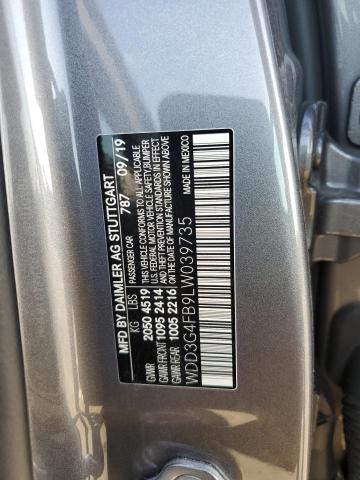 MFD BY DAIMLER AG STUTTGART
PASSENGER CAR 787 09/19
KG LBS
GVWR 2050 4519 THIS VEHICLE CONFORMS TO ALL APPLICABLE
GAWR FRONT 1095 2414 U.S. FEDERAL MOTOR VEHICLE SAFETY, BUMPER
GAWR REAR 1005 2216 AND THEFT PREVENTION STANDARDS IN EFFECT
ON THE DATE OF MANUFACTURE SHOWN ABOVE
WDD3G4FB9LW039735 MADE IN MEXICO